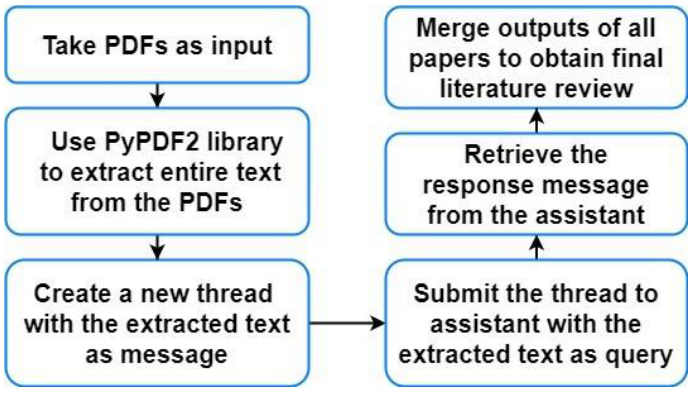 Take PDFs as input
Use PyPDF2 library
to extract entire text
from the PDFs
Create a new thread
with the extracted text
as message
Submit the thread to
assistant with the
extracted text as query
Retrieve the
response message
from the assistant
Merge outputs of all
papers to obtain final
literature review